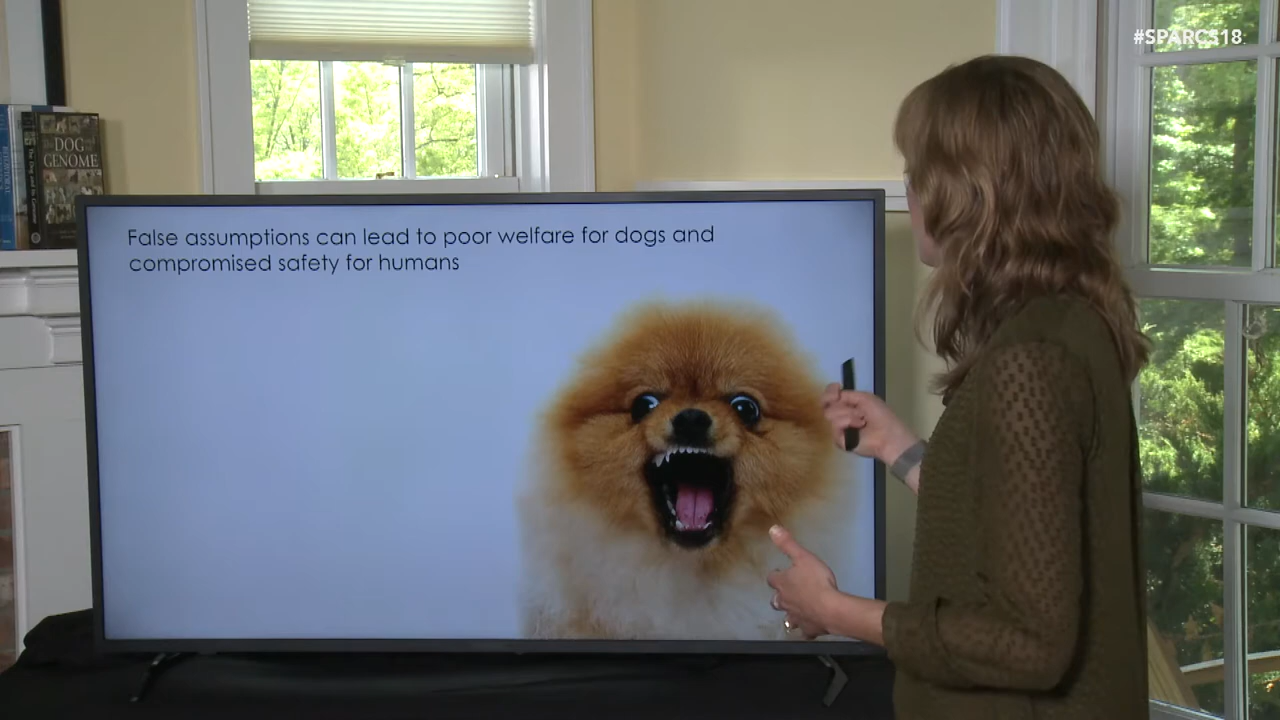 #SPARCS18
DOG
GENOME
False assumptions can lead to poor welfare for dogs and
compromised safety for humans